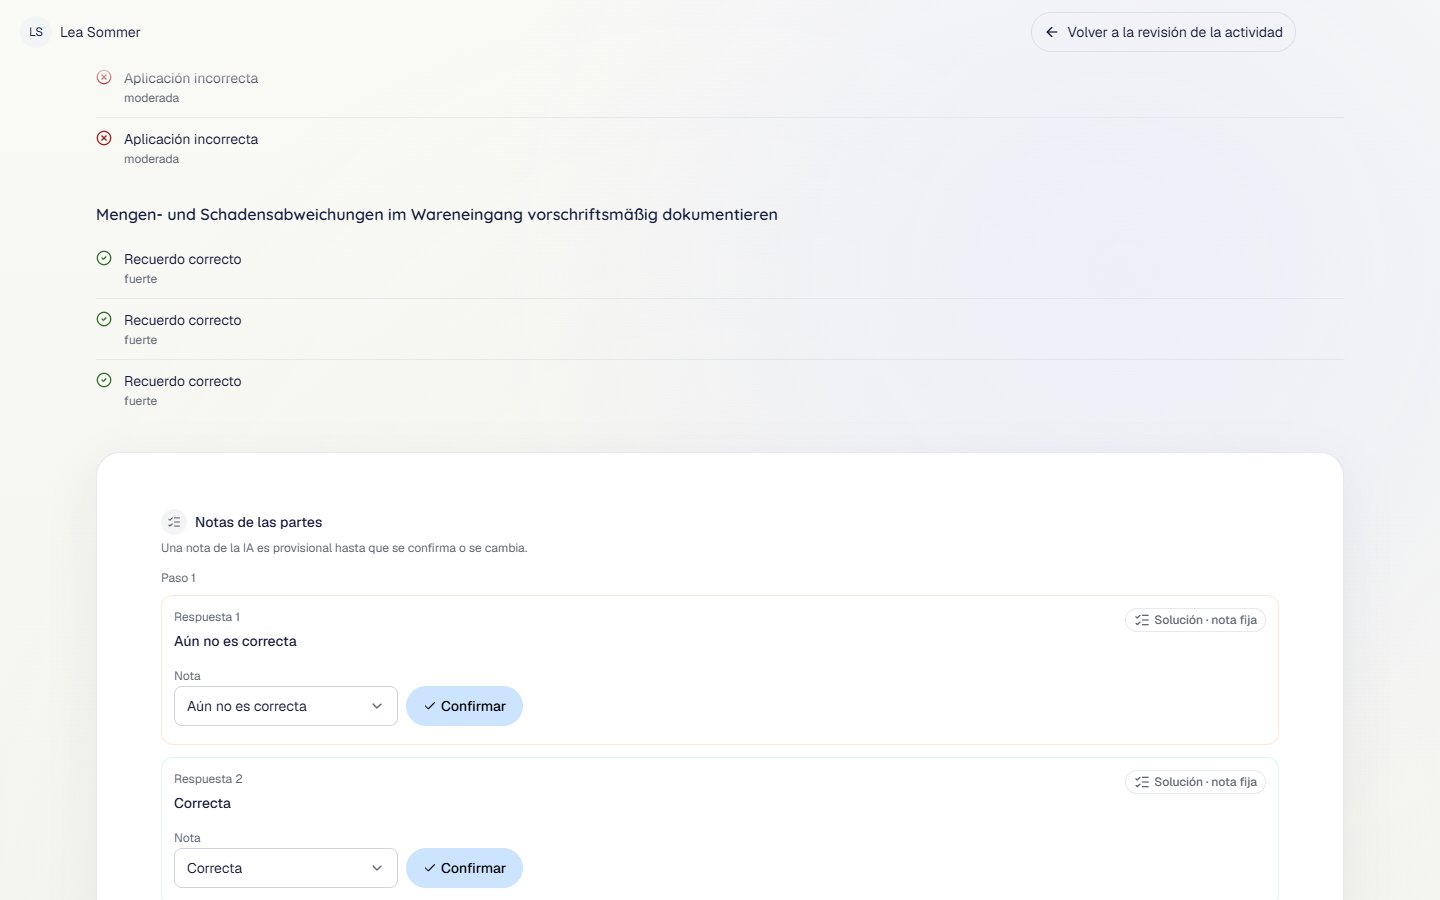 LS Lea Sommer
Volver a la revisión de la actividad
Aplicación incorrecta
moderada
Aplicación incorrecta
moderada
Mengen- und Schadensabweichungen im Wareneingang vorschriftsmäßig dokumentieren
Recuerdo correcto
fuerte
Recuerdo correcto
fuerte
Recuerdo correcto
fuerte
Notas de las partes
Una nota de la IA es provisional hasta que se confirma o se cambia.
Paso 1
Respuesta 1
Solución · nota fija
Aún no es correcta
Nota
Aún no es correcta
Confirmar
Respuesta 2
Solución · nota fija
Correcta
Nota
Correcta
Confirmar